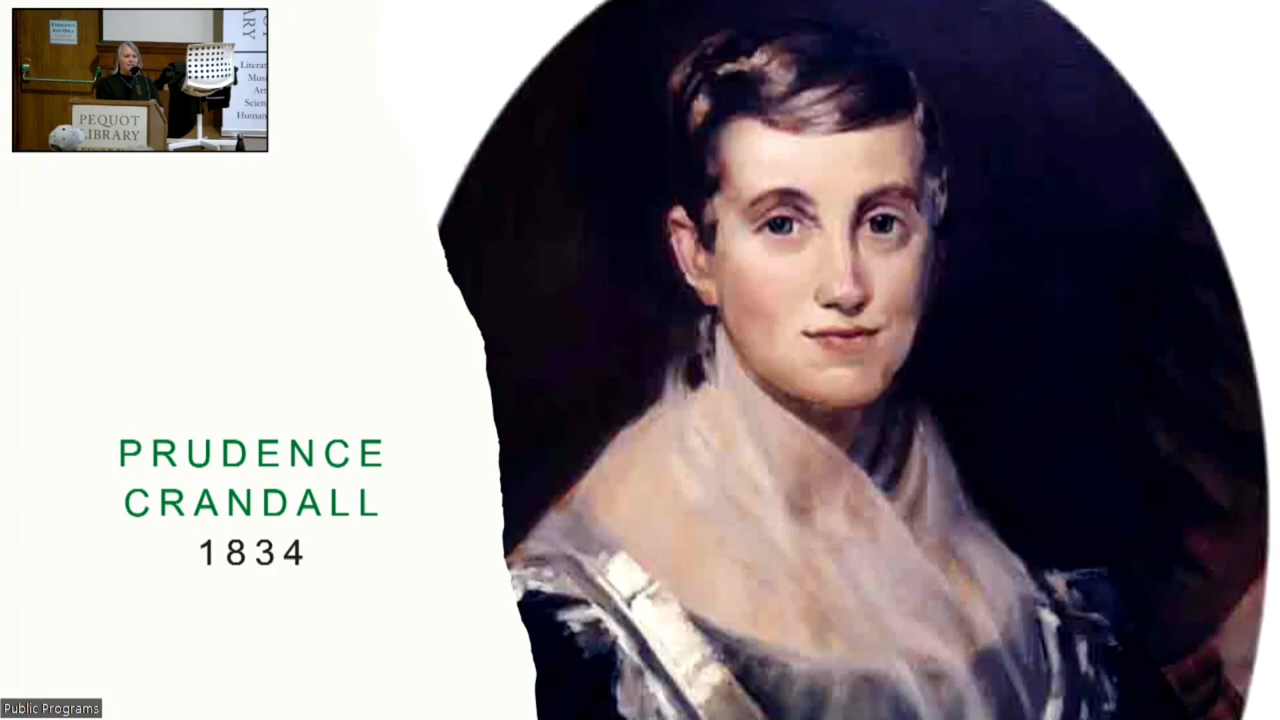 PEQUOT
LIBRARY
PRUDENCE
CRANDALL
1834
Public Programs